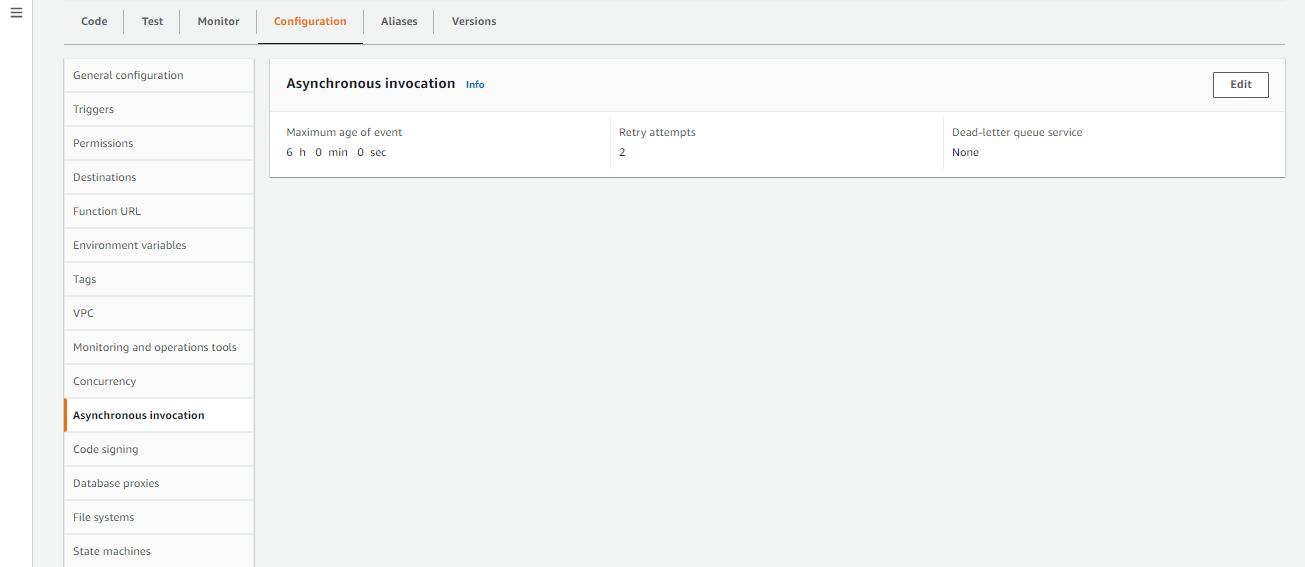 Code Test Monitor Configuration Aliases Versions
General configuration
Triggers
Permissions
Destinations
Function URL
Environment variables
Tags
VPC
Monitoring and operations tools
Concurrency
Asynchronous invocation
Code signing
Database proxies
File systems
State machines
Asynchronous invocation Info Edit
Maximum age of event Retry attempts Dead-letter queue service
6 h 0 min 0 sec 2 None